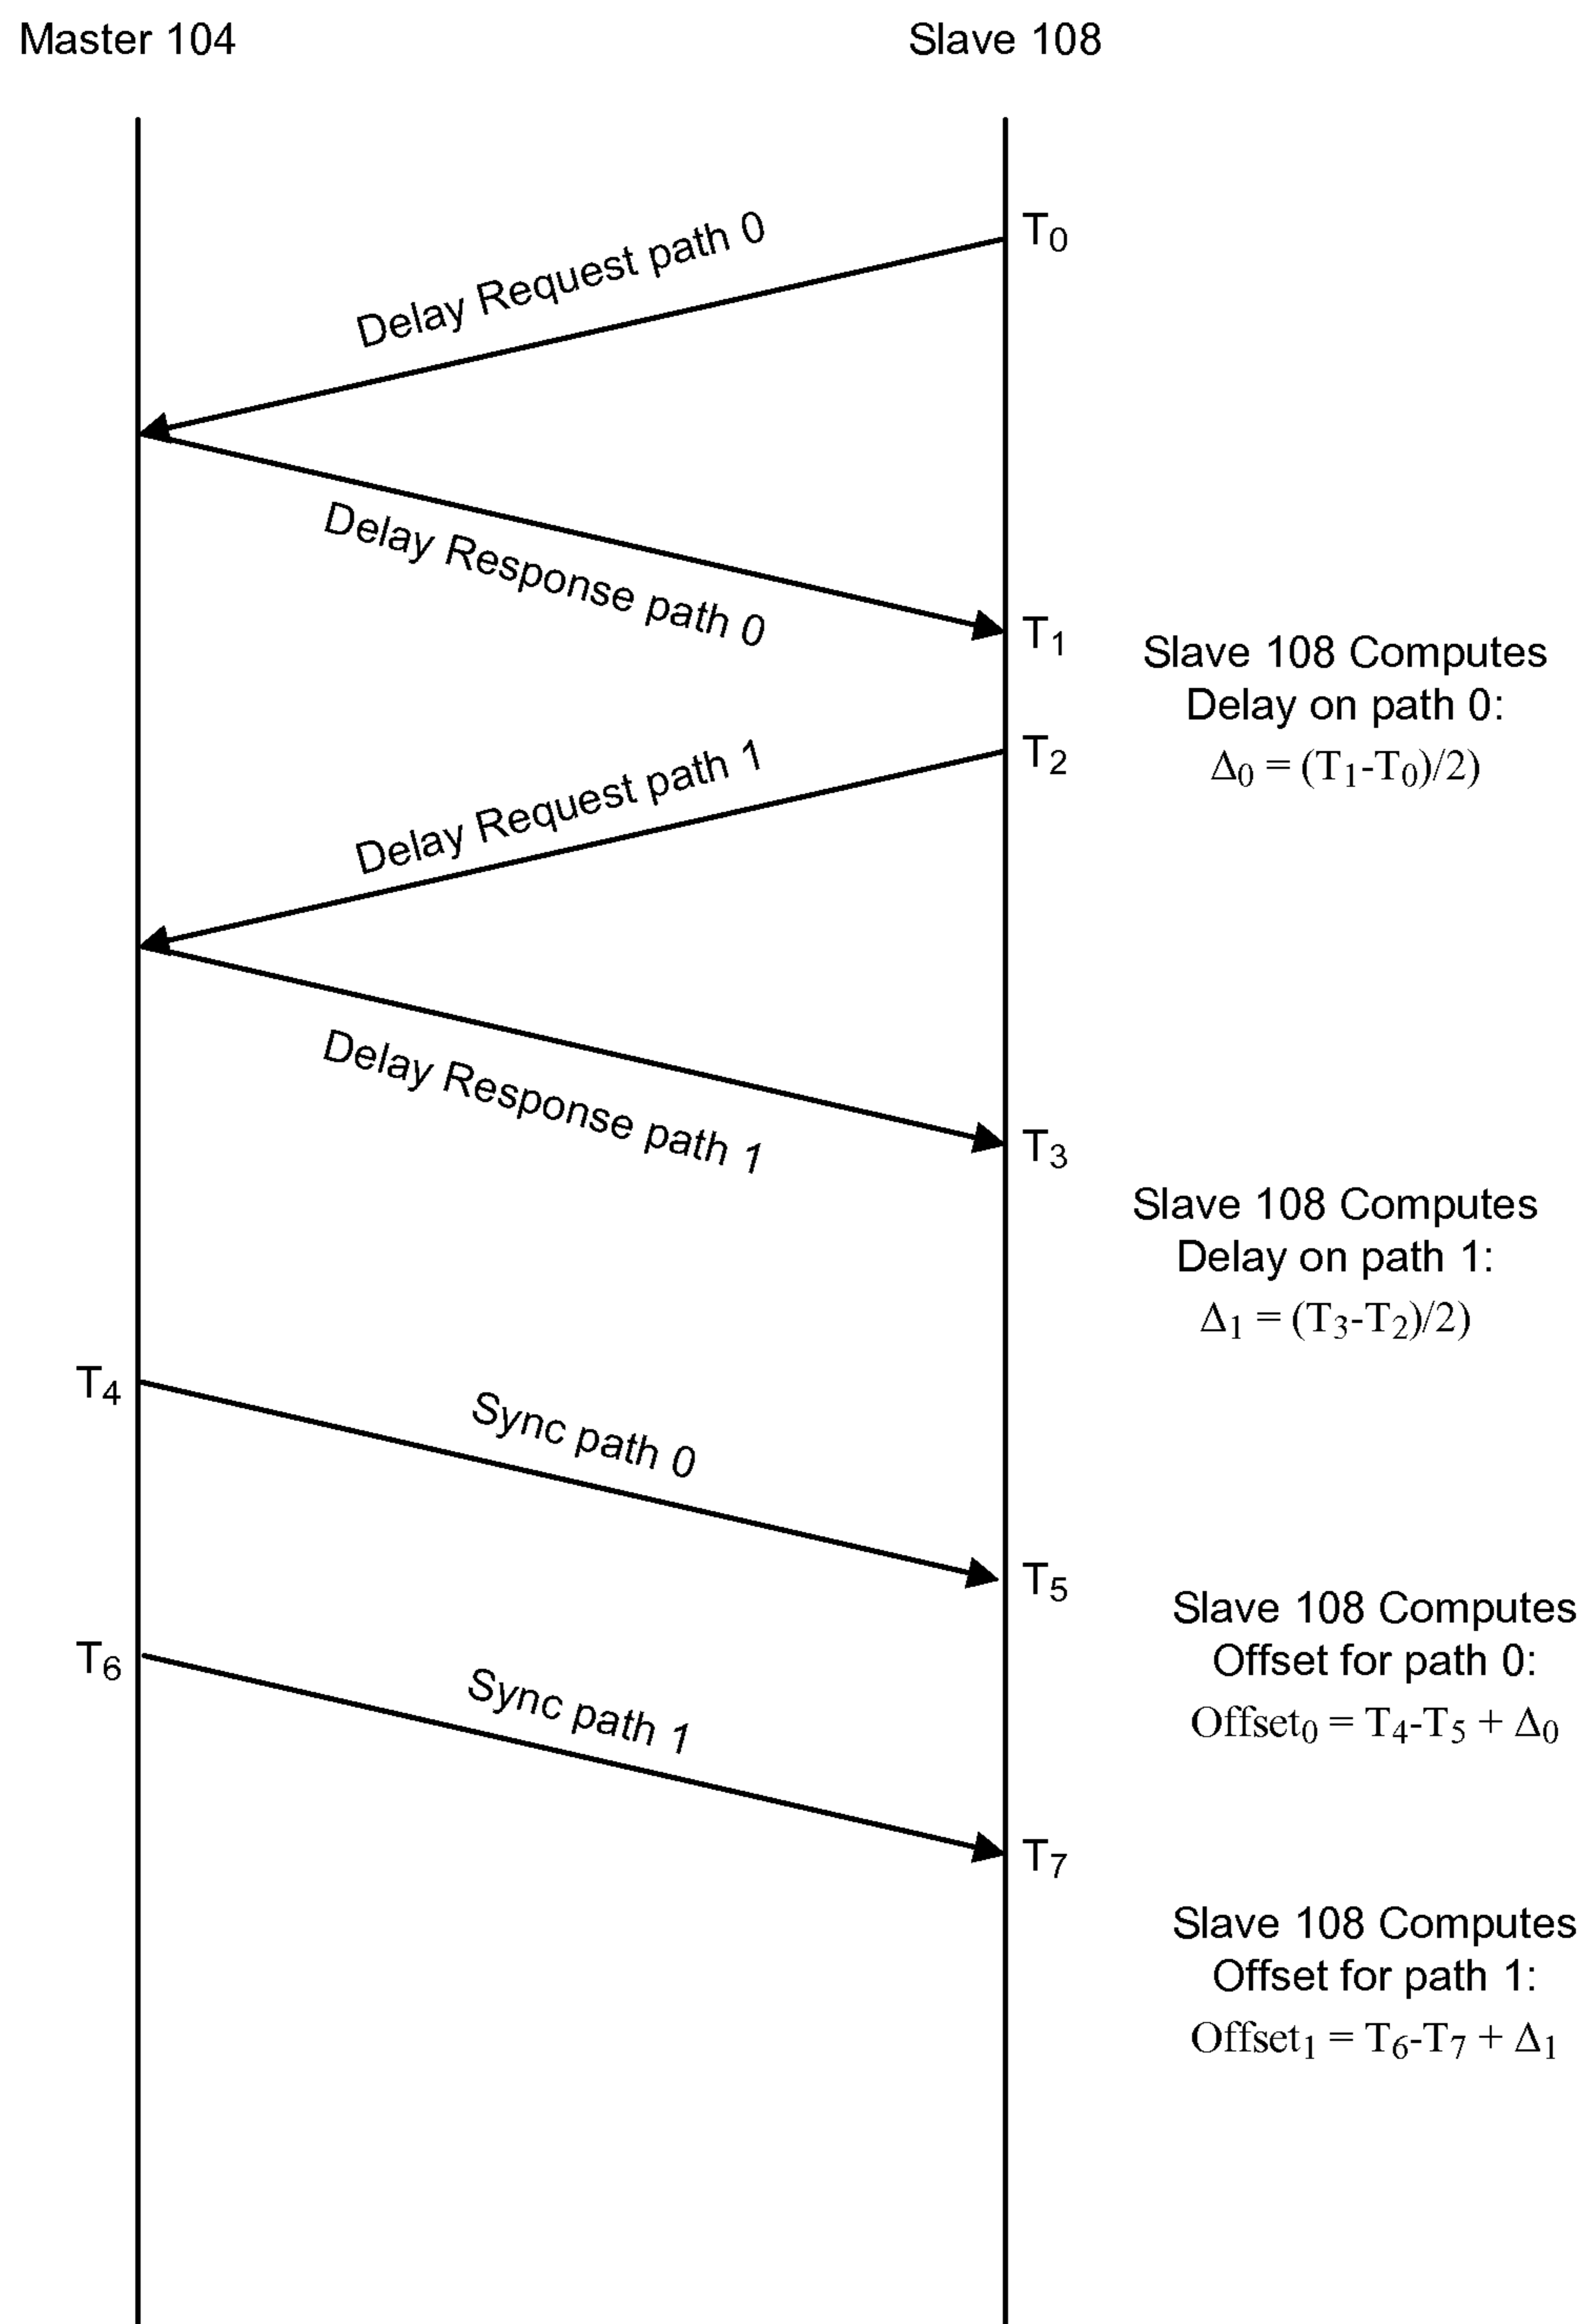 Master 104
Slave 108
T₀
Delay Request path 0
Delay Response path 0
T₁
Slave 108 Computes
Delay on path 0:
Δ₀ = (T₁-T₀)/2)
T₂
Delay Request path 1
Delay Response path 1
T₃
Slave 108 Computes
Delay on path 1:
Δ₁ = (T₃-T₂)/2)
T₄
Sync path 0
T₅
Slave 108 Computes
Offset for path 0:
Offset₀ = T₄-T₅ + Δ₀
T₆
Sync path 1
T₇
Slave 108 Computes
Offset for path 1:
Offset₁ = T₆-T₇ + Δ₁